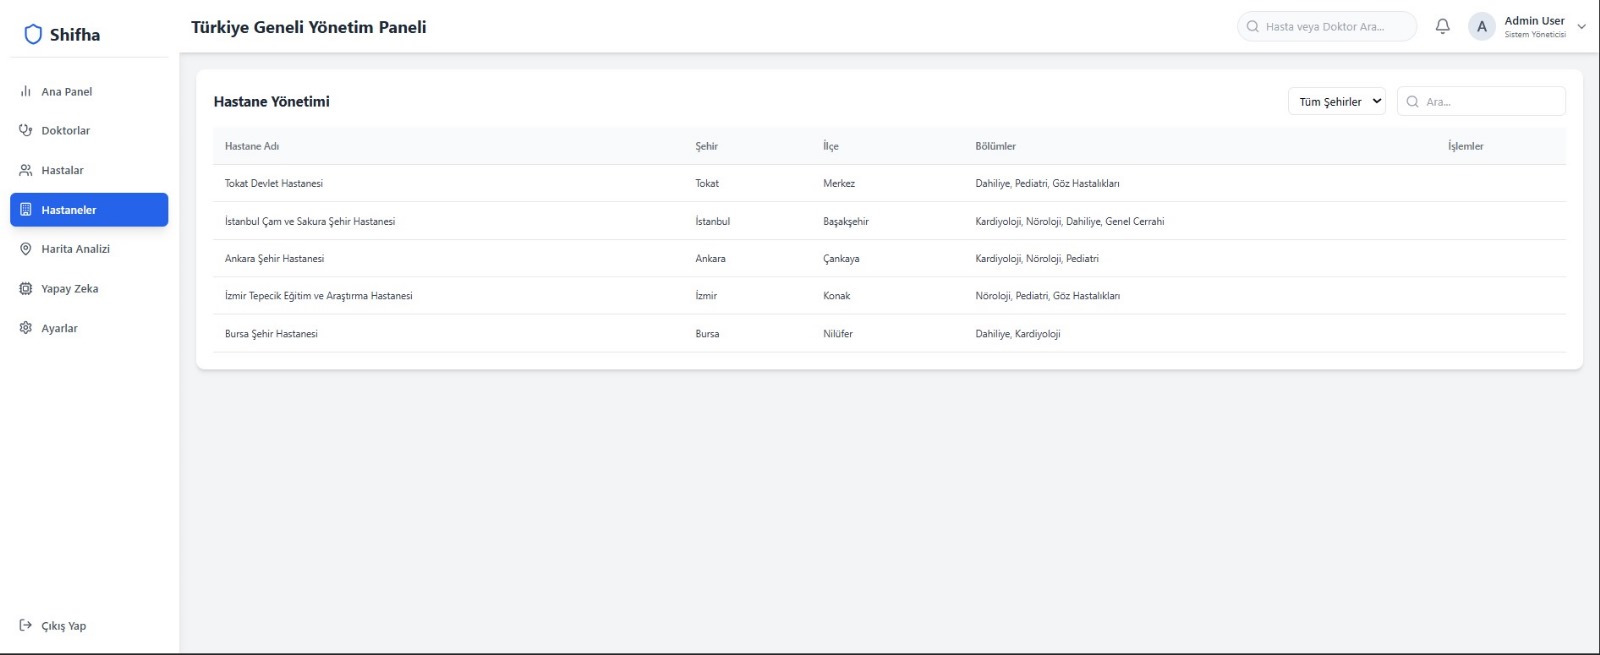 Shifha
Türkiye Geneli Yönetim Paneli
Hasta veya Doktor Ara...
A
Admin User
Sistem Yöneticisi
Ana Panel
Doktorlar
Hastalar
Hastaneler
Harita Analizi
Yapay Zeka
Ayarlar
Çıkış Yap
Hastane Yönetimi
Tüm Şehirler
Ara...
Hastane Adı Şehir İlçe Bölümler İşlemler
Tokat Devlet Hastanesi Tokat Merkez Dahiliye, Pediatri, Göz Hastalıkları
İstanbul Çam ve Sakura Şehir Hastanesi İstanbul Başakşehir Kardiyoloji, Nöroloji, Dahiliye, Genel Cerrahi
Ankara Şehir Hastanesi Ankara Çankaya Kardiyoloji, Nöroloji, Pediatri
İzmir Tepecik Eğitim ve Araştırma Hastanesi İzmir Konak Nöroloji, Pediatri, Göz Hastalıkları
Bursa Şehir Hastanesi Bursa Nilüfer Dahiliye, Kardiyoloji